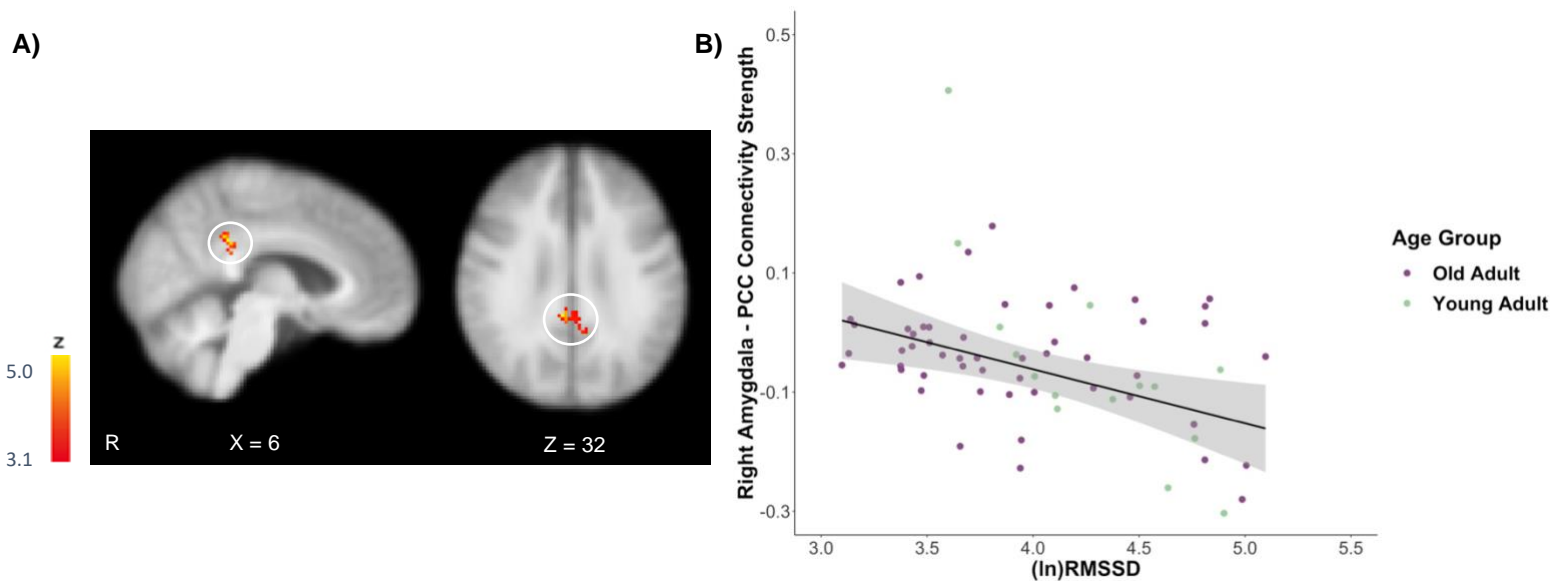 A)
z
5.0
3.1
R
X = 6
Z = 32
B)
Right Amygdala - PCC Connectivity Strength
0.5
0.3
0.1
-0.1
-0.3
3.0
3.5
4.0
4.5
5.0
5.5
(ln)RMSSD
Age Group
Old Adult
Young Adult